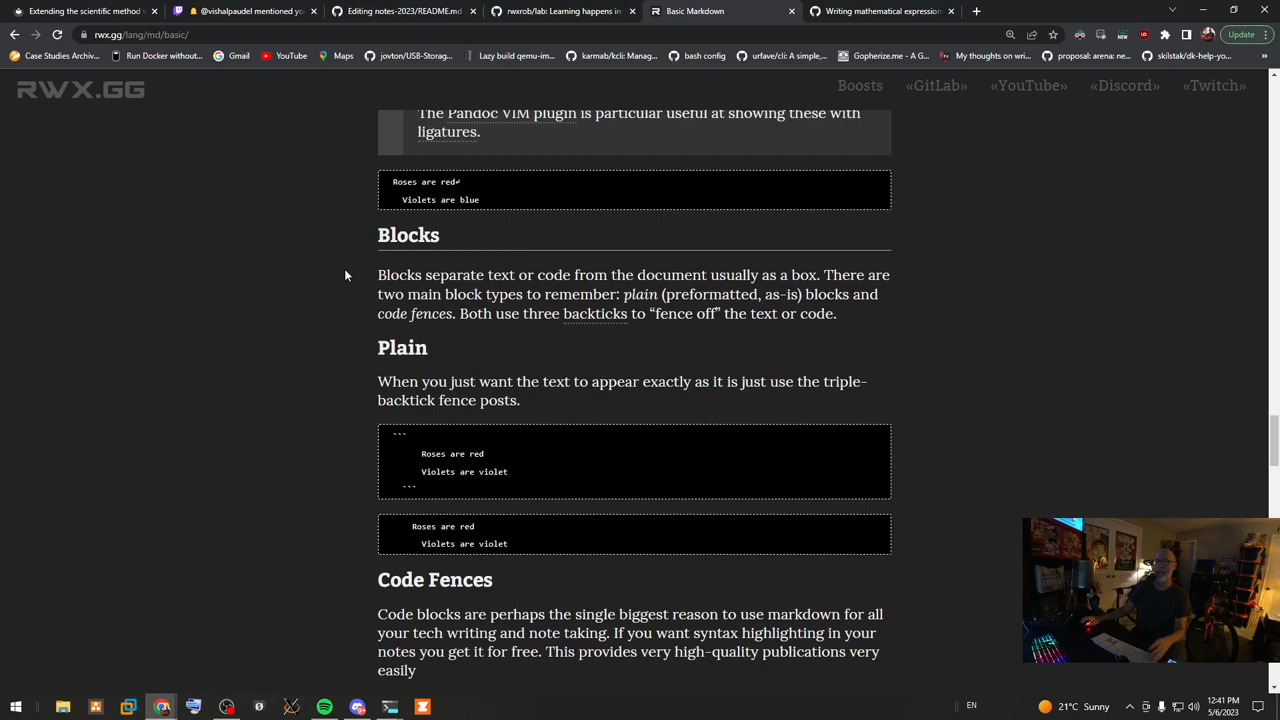 Extending the scientific method
@vishalpaudel mentioned you
Editing notes-2023/README.md
rwxrob/lab: Learning happens in
Basic Markdown
Writing mathematical expression
rwx.gg/lang/md/basic/
Update
Case Studies Archiv...
Run Docker without...
Gmail
YouTube
Maps
jovton/USB-Storag...
Lazy build qemu-im...
karmab/kcli: Manag...
bash config
urfave/cli: A simple,...
Gopherize.me - A G...
My thoughts on wri...
proposal: arena: ne...
skilstak/dk-help-yo...
RWX.GG
Boosts
«GitLab»
«YouTube»
«Discord»
«Twitch»
The Pandoc VIM plugin is particular useful at showing these with
ligatures.
Roses are red↲
Violets are blue
Blocks
Blocks separate text or code from the document usually as a box. There are
two main block types to remember: plain (preformatted, as-is) blocks and
code fences. Both use three backticks to “fence off” the text or code.
Plain
When you just want the text to appear exactly as it is just use the triple-
backtick fence posts.
```
Roses are red
Violets are violet
```
Roses are red
Violets are violet
Code Fences
Code blocks are perhaps the single biggest reason to use markdown for all
your tech writing and note taking. If you want syntax highlighting in your
notes you get it for free. This provides very high-quality publications very
easily
21°C Sunny
EN
12:41 PM
5/6/2023